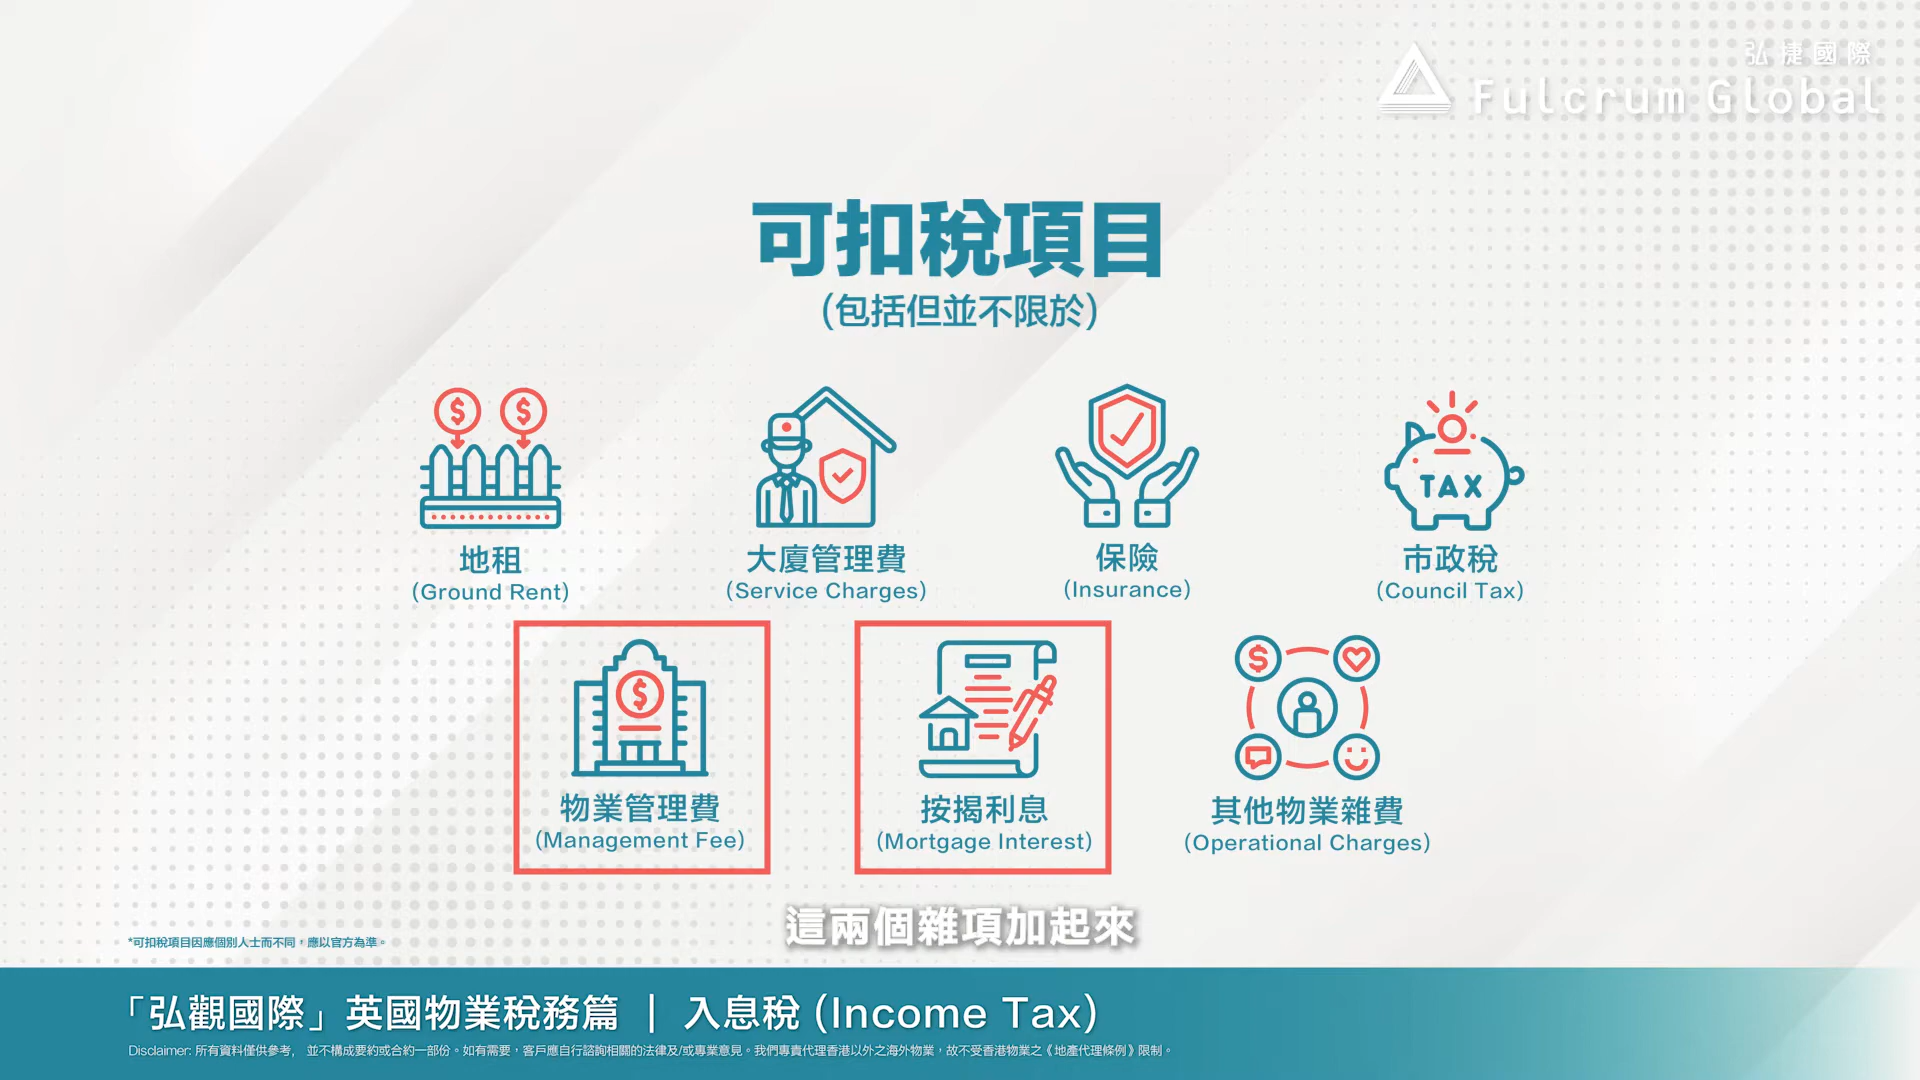 弘捷國際
Fulcrum Global
可扣稅項目
(包括但並不限於)
地租
(Ground Rent)
大廈管理費
(Service Charges)
保險
(Insurance)
TAX
市政稅
(Council Tax)
物業管理費
(Management Fee)
按揭利息
(Mortgage Interest)
其他物業雜費
(Operational Charges)
這兩個雜項加起來
*可扣稅項目因應個別人士而不同，應以官方為準。
「弘觀國際」英國物業稅務篇 | 入息稅 (Income Tax)
Disclaimer: 所有資料僅供參考， 並不構成要約或合約一部份。如有需要，客戶應自行諮詢相關的法律及/或專業意見。我們專責代理香港以外之海外物業，故不受香港物業之《地產代理條例》限制。